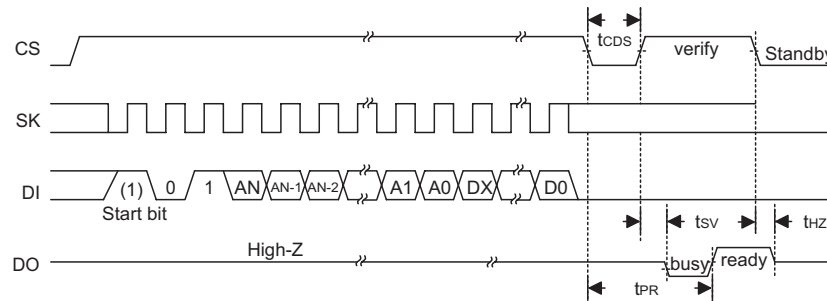 CS tCDS verify Standby
SK
DI (1) 0 1 AN AN-1 AN-2 A1 A0 DX D0
Start bit
tSV tHZ
DO High-Z busy ready
tPR